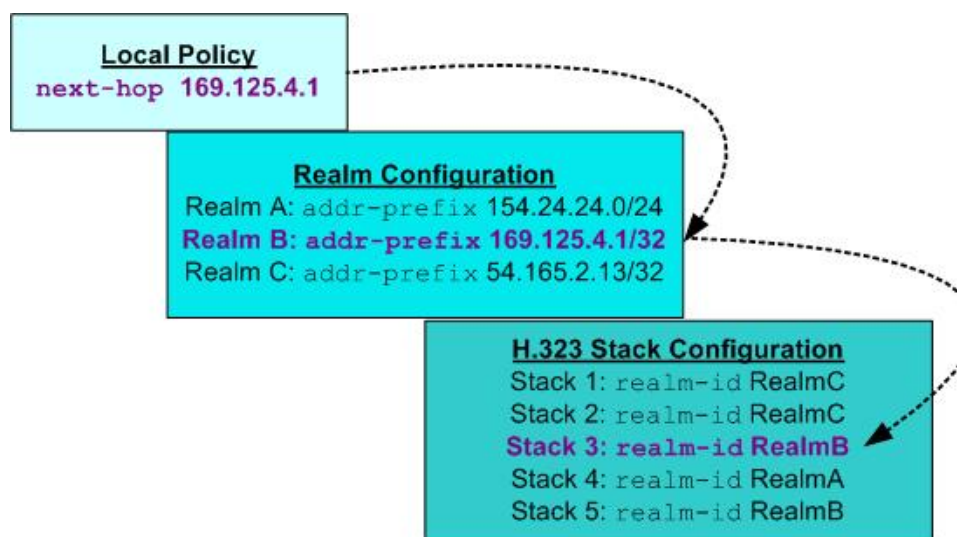 Local Policy
next-hop 169.125.4.1
Realm Configuration
Realm A: addr-prefix 154.24.24.0/24
Realm B: addr-prefix 169.125.4.1/32
Realm C: addr-prefix 54.165.2.13/32
H.323 Stack Configuration
Stack 1: realm-id RealmC
Stack 2: realm-id RealmC
Stack 3: realm-id RealmB
Stack 4: realm-id RealmA
Stack 5: realm-id RealmB